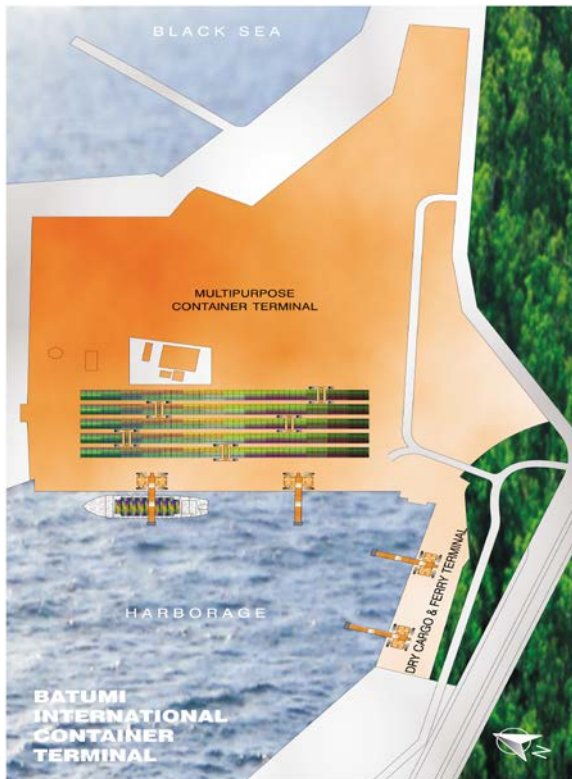 BLACK SEA
MULTIPURPOSE
CONTAINER TERMINAL
DRY CARGO & FERRY TERMINAL
HARBORAGE
BATUMI
INTERNATIONAL
CONTAINER
TERMINAL
N